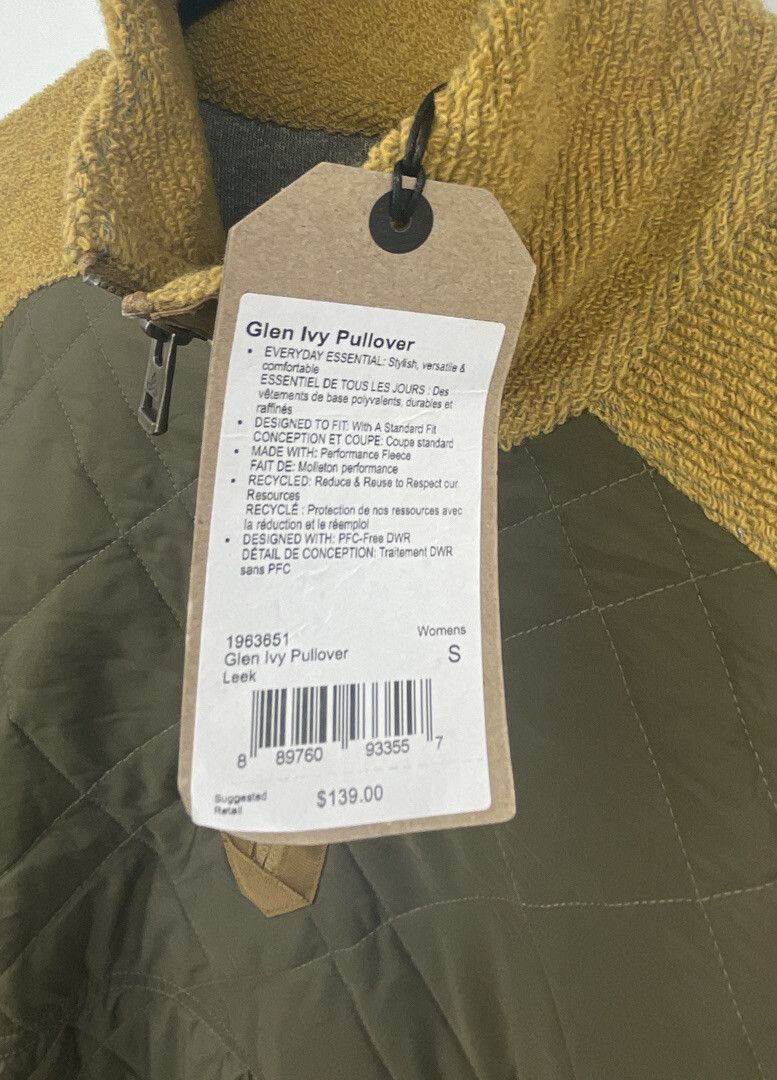 Glen Ivy Pullover
• EVERYDAY ESSENTIAL: Stylish, versatile &
comfortable
ESSENTIEL DE TOUS LES JOURS : Des
vêtements de base polyvalents, durables et
raffinés
• DESIGNED TO FIT: With A Standard Fit
CONCEPTION ET COUPE: Coupe standard
• MADE WITH: Performance Fleece
FAIT DE: Molleton performance
• RECYCLED: Reduce & Reuse to Respect our
Resources
RECYCLÉ : Protection de nos ressources avec
la réduction et le réemploi
• DESIGNED WITH: PFC-Free DWR
DÉTAIL DE CONCEPTION: Traitement DWR
sans PFC
1963651 Womens
Glen Ivy Pullover S
Leek
8 89760 93355 7
Suggested
Retail $139.00